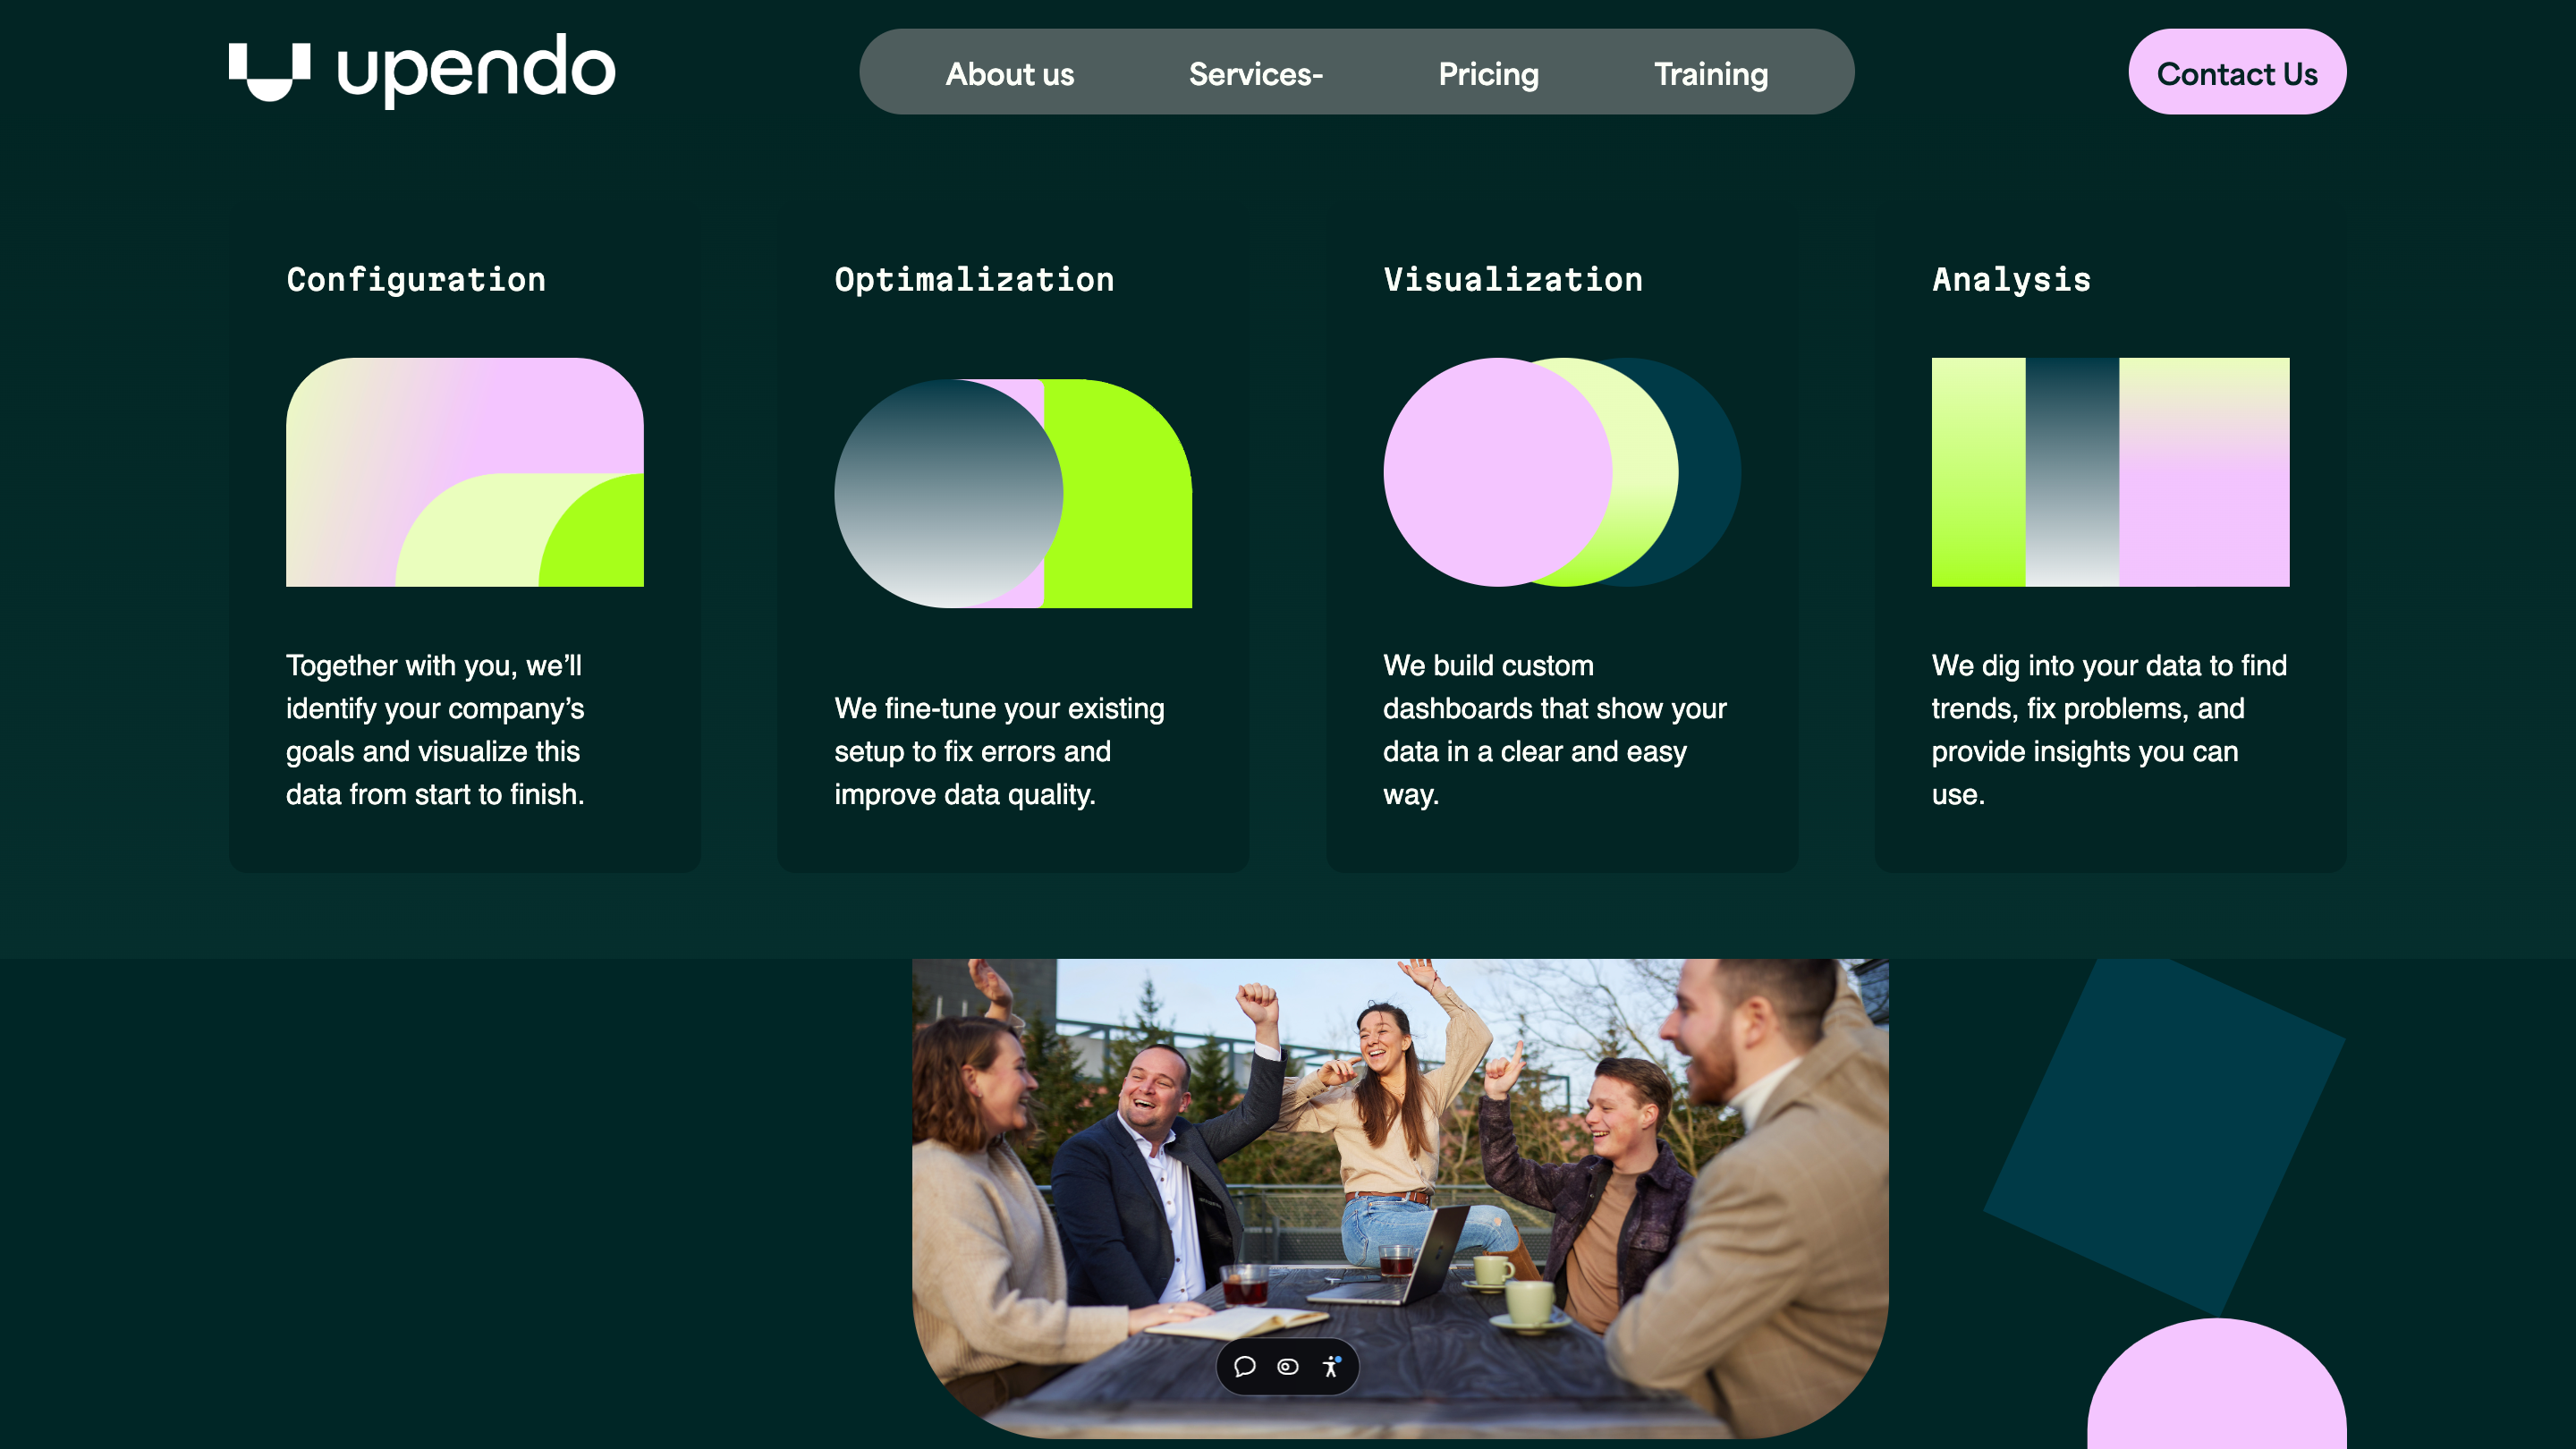 upendo
About us
Services-
Pricing
Training
Contact Us
Configuration
Together with you, we’ll
identify your company’s
goals and visualize this
data from start to finish.
Optimalization
We fine-tune your existing
setup to fix errors and
improve data quality.
Visualization
We build custom
dashboards that show your
data in a clear and easy
way.
Analysis
We dig into your data to find
trends, fix problems, and
provide insights you can
use.